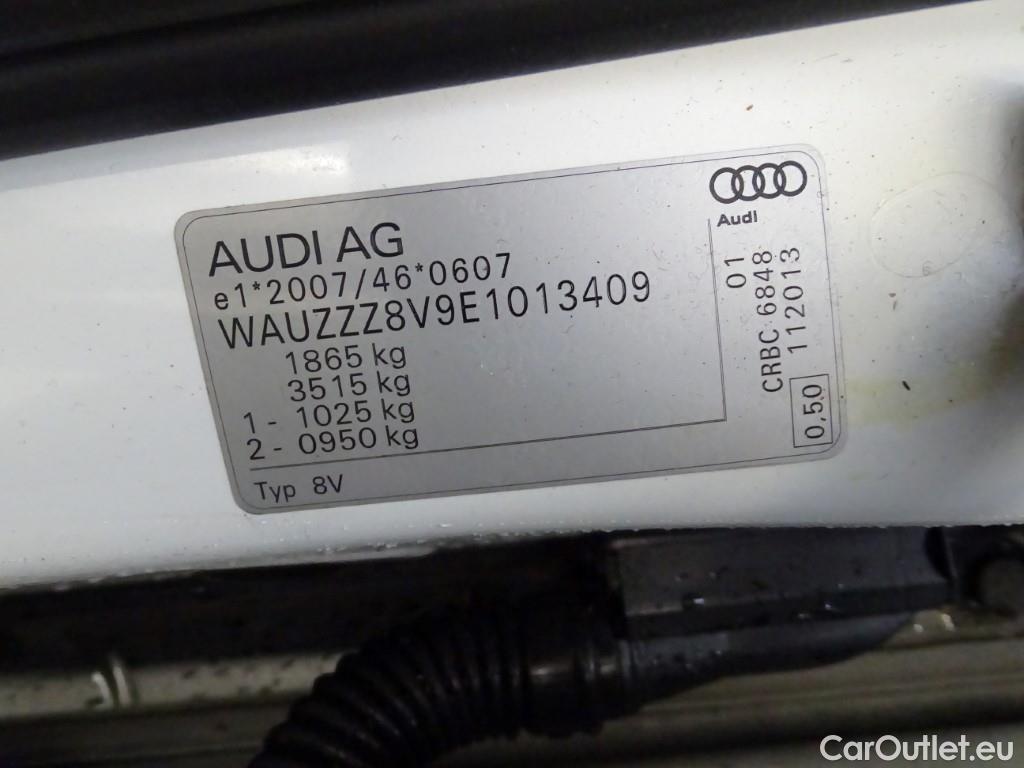 AUDI AG
e1*2007/46*0607
WAUZZZ8V9E1013409
1865 kg
3515 kg
1 - 1025 kg
2 - 0950 kg
Typ 8V
Audi
01
CRBC 6848
112013
0,50
CarOutlet.eu